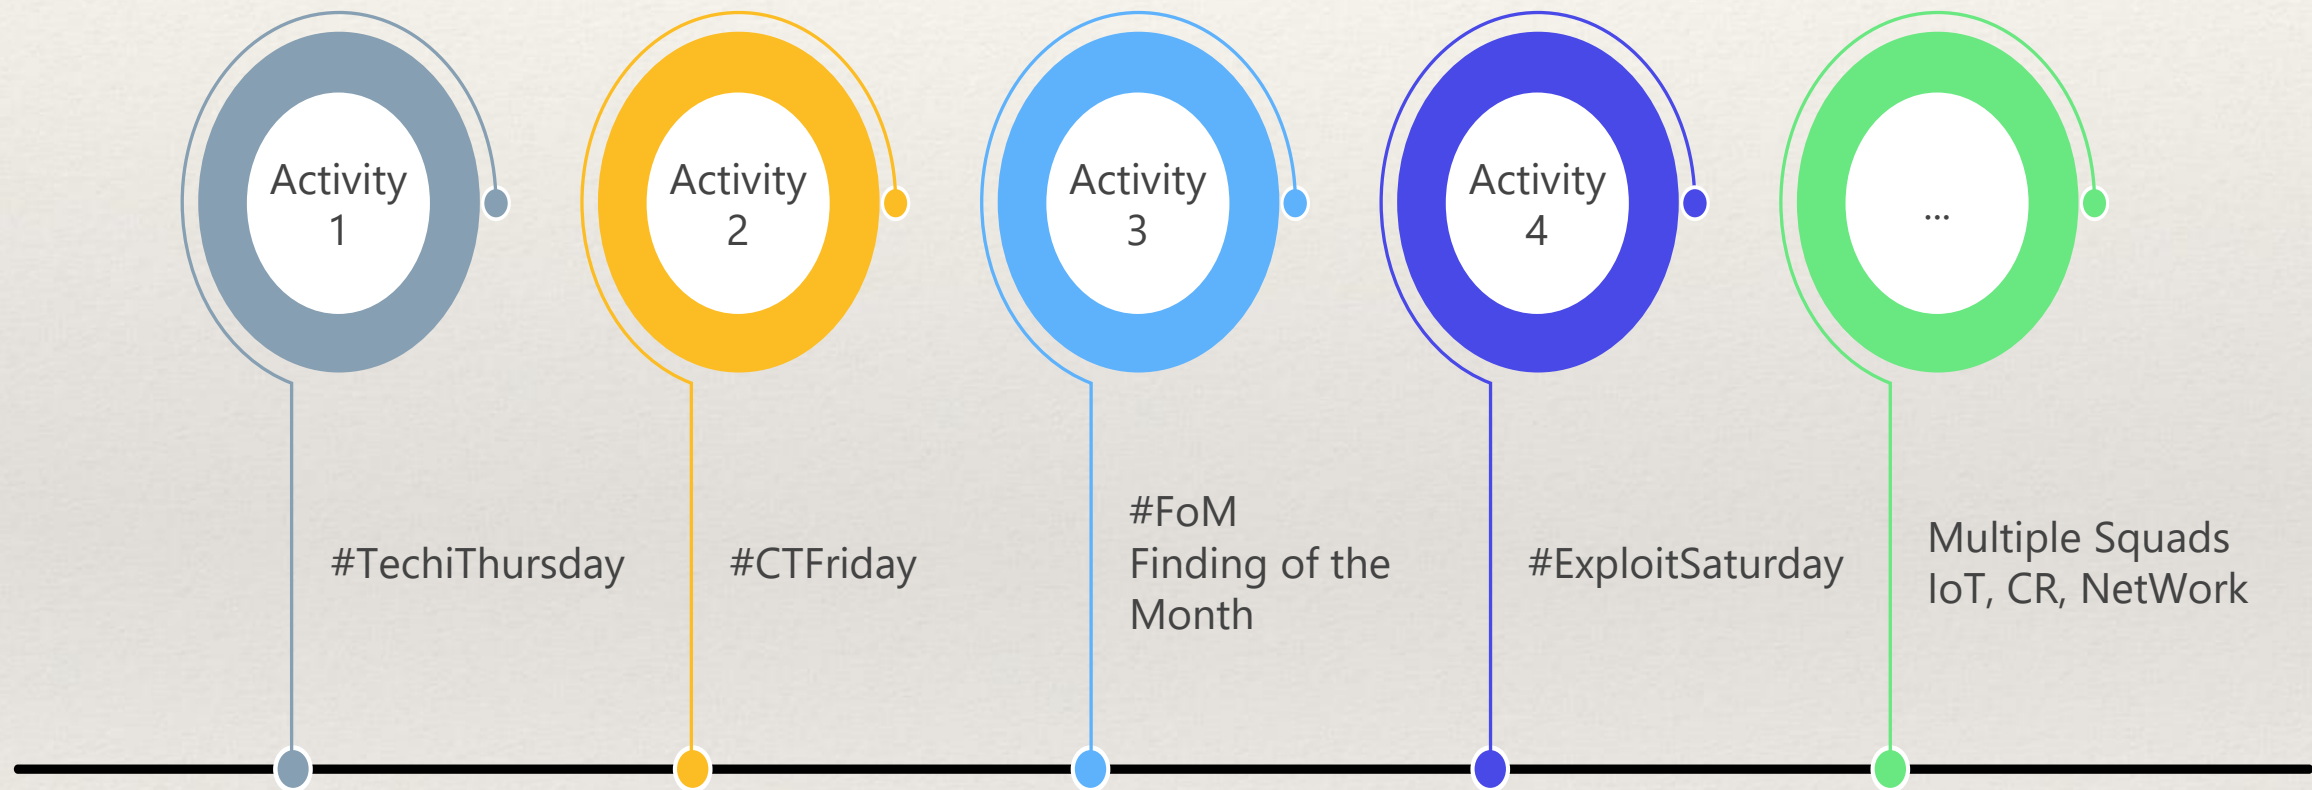 Activity
1
Activity
2
Activity
3
Activity
4
...
#TechiThursday
#CTFriday
#FoM
Finding of the
Month
#ExploitSaturday
Multiple Squads
IoT, CR, NetWork